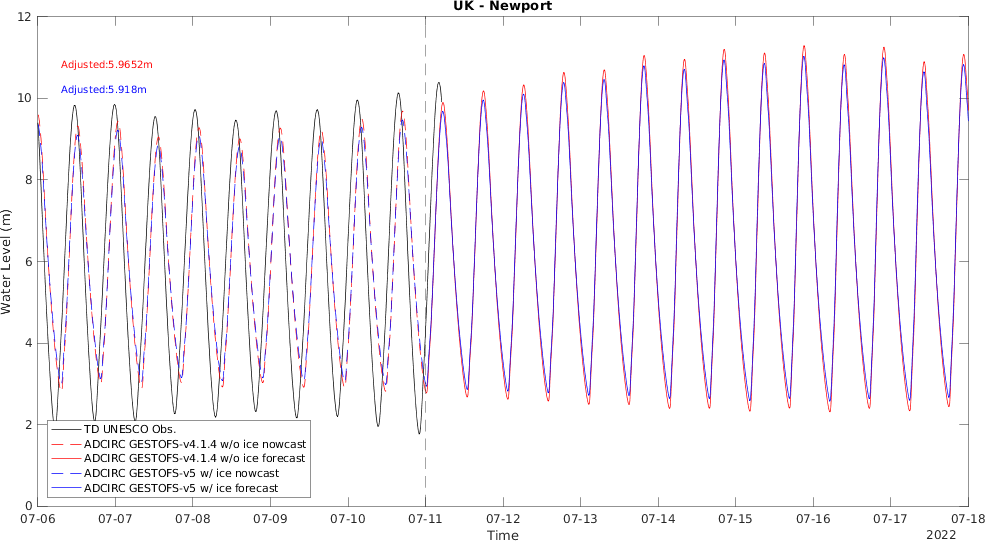 UK - Newport
12
10
8
6
4
2
0
Water Level (m)
Adjusted:5.9652m
Adjusted:5.918m
TD UNESCO Obs.
ADCIRC GESTOFS-v4.1.4 w/o ice nowcast
ADCIRC GESTOFS-v4.1.4 w/o ice forecast
ADCIRC GESTOFS-v5 w/ ice nowcast
ADCIRC GESTOFS-v5 w/ ice forecast
07-06 07-07 07-08 07-09 07-10 07-11 07-12 07-13 07-14 07-15 07-16 07-17 07-18
Time
2022